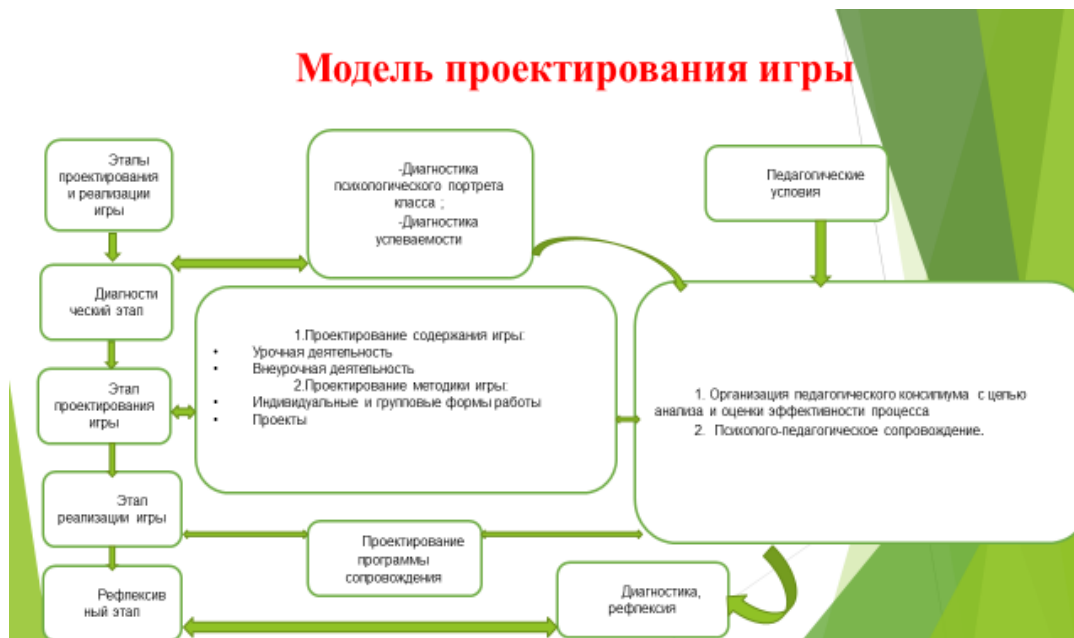 Модель проектирования игры
Этапы
проектирования
и реализации
игры
-Диагностика
психологического портрета
класса ;
-Диагностика
успеваемости
Педагогические
условия
Диагности
ческий этап
1.Проектирование содержания игры:
• Урочная деятельность
• Внеурочная деятельность
2.Проектирование методики игры:
• Индивидуальные и групповые формы работы
• Проекты
Этап
проектирования
игры
1. Организация педагогического консилиума с целью
анализа и оценки эффективности процесса
2. Психолого-педагогическое сопровождение.
Этап
реализации игры
Проектирование
программы
сопровождения
Рефлексив
ный этап
Диагностика,
рефлексия